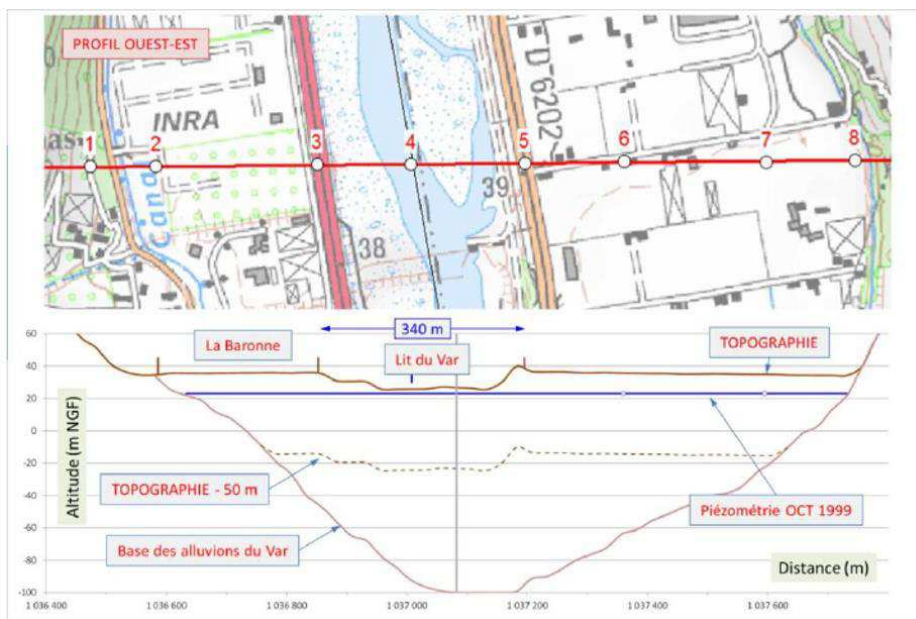 PROFIL OUEST-EST
INRA
Cana
D 6202
1
2
3
4
5
6
7
8
39
38
340 m
La Baronne
Lit du Var
TOPOGRAPHIE
60
40
20
0
-20
-40
-60
-80
-100
Altitude (m NGF)
TOPOGRAPHIE - 50 m
Piézométrie OCT 1999
Base des alluvions du Var
Distance (m)
1 036 400
1 036 600
1 036 800
1 037 000
1 037 200
1 037 400
1 037 600